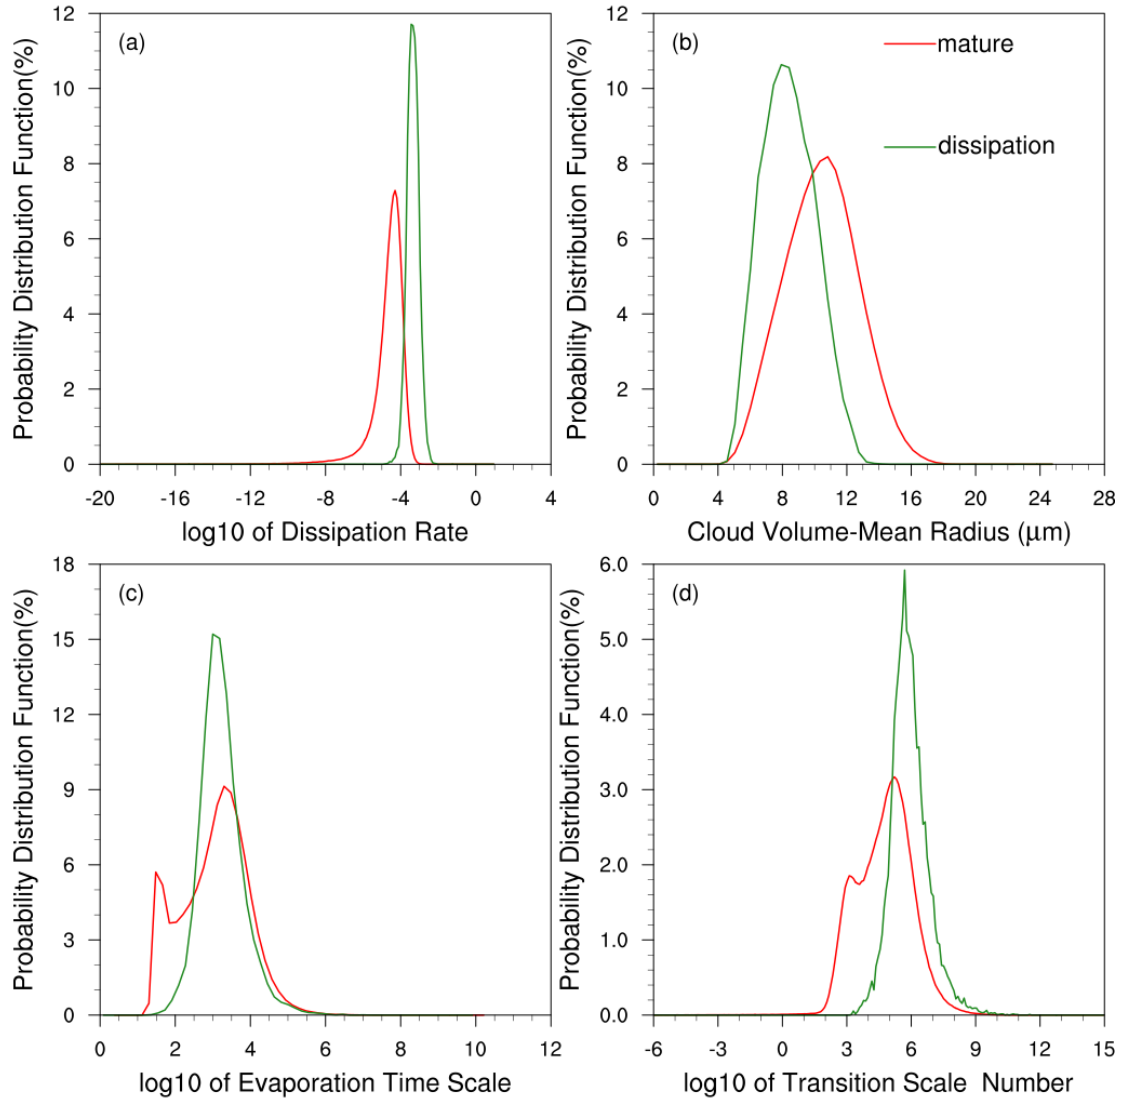 (a)
Probability Distribution Function(%)
12
10
8
6
4
2
0
-20 -16 -12 -8 -4 0 4
log10 of Dissipation Rate
(b)
mature
dissipation
Probability Distribution Function(%)
12
10
8
6
4
2
0
0 4 8 12 16 20 24 28
Cloud Volume-Mean Radius (μm)
(c)
Probability Distribution Function(%)
18
15
12
9
6
3
0
0 2 4 6 8 10 12
log10 of Evaporation Time Scale
(d)
Probability Distribution Function(%)
6.0
5.0
4.0
3.0
2.0
1.0
0.0
-6 -3 0 3 6 9 12 15
log10 of Transition Scale  Number